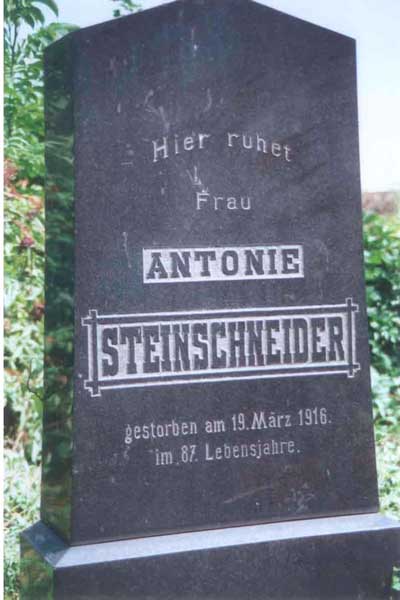 Hier ruhet
Frau
ANTONIE
STEINSCHNEIDER
gestorben am 19. März 1916.
im 87. Lebensjahre.